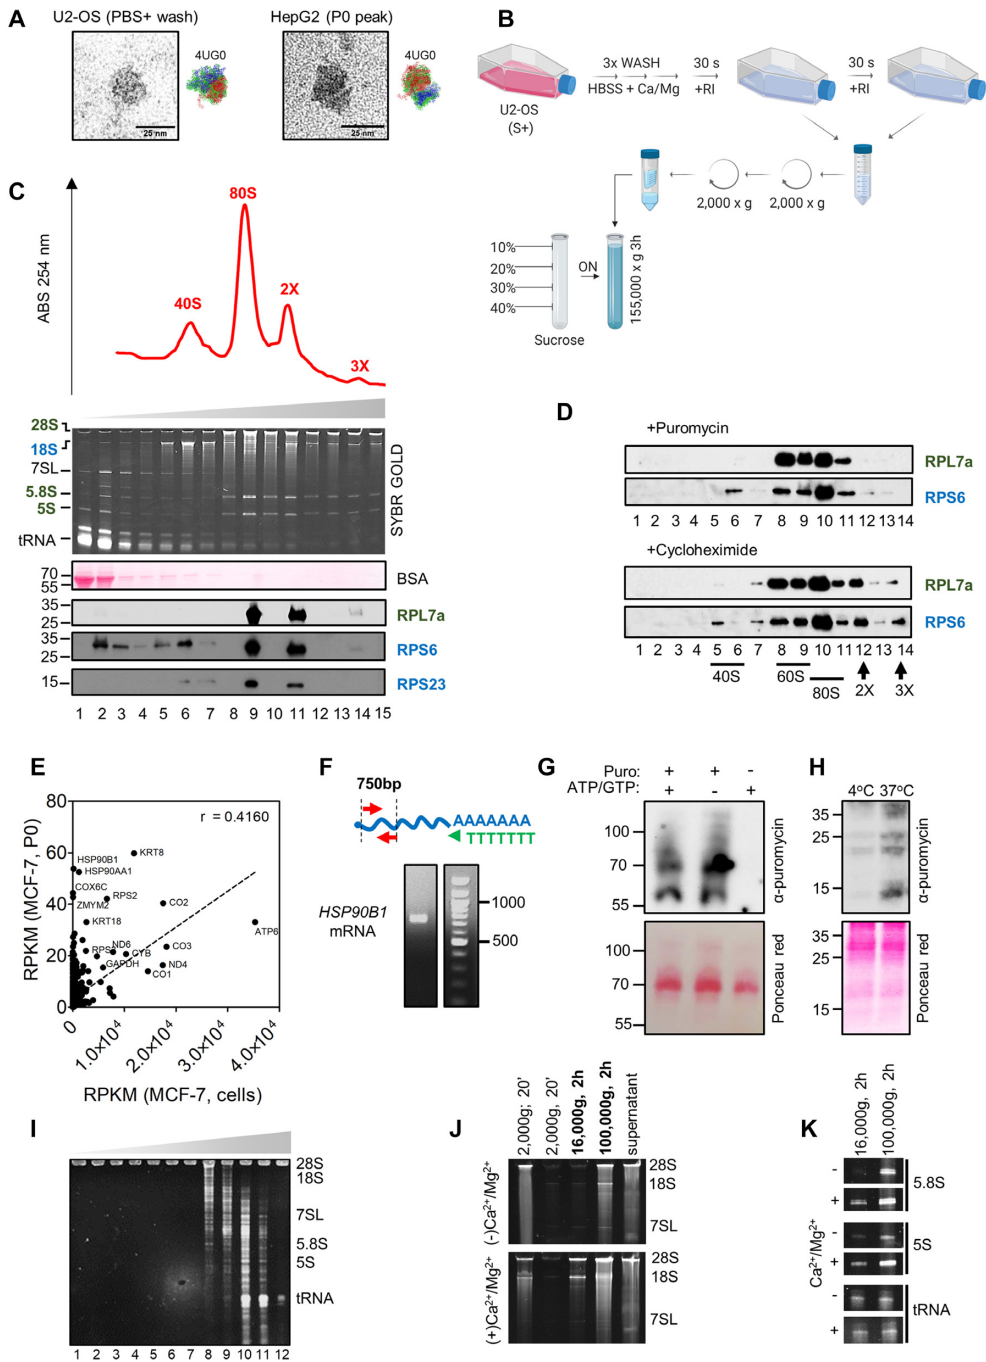 A
U2-OS (PBS+ wash)
HepG2 (P0 peak)
4UG0
4UG0
25 nm
25 nm
B
3x WASH
HBSS + Ca/Mg
30 s
+RI
30 s
+RI
U2-OS
(S+)
2,000 x g
2,000 x g
10%
20%
30%
40%
ON
Sucrose
155,000 x g 3h
C
ABS 254 nm
40S
80S
2X
3X
28S
18S
7SL
5.8S
5S
tRNA
SYBR GOLD
70
55
BSA
35
25
RPL7a
35
25
RPS6
15
RPS23
1 2 3 4 5 6 7 8 9 10 11 12 13 14 15
D
+Puromycin
RPL7a
RPS6
1 2 3 4 5 6 7 8 9 10 11 12 13 14
+Cycloheximide
RPL7a
RPS6
1 2 3 4 5 6 7 8 9 10 11 12 13 14
40S 60S 80S 2X 3X
E
r = 0.4160
RPKM (MCF-7, P0)
80
60
40
20
0
HSP90B1
HSP90AA1
KRT8
COX6C
ZMYM2
RPS2
CO2
KRT18
ATP6
ND6
CYB
CO3
GAPDH
ND4
CO1
0
1.0×10⁴
2.0×10⁴
3.0×10⁴
4.0×10⁴
RPKM (MCF-7, cells)
F
750bp
AAAAAAA
TTTTTTT
HSP90B1
mRNA
1000
500
G
Puro: + + -
ATP/GTP: + - +
100
70
55
α-puromycin
100
70
55
Ponceau red
H
4ºC 37ºC
35
25
15
α-puromycin
35
25
15
Ponceau red
I
28S
18S
7SL
5.8S
5S
tRNA
1 2 3 4 5 6 7 8 9 10 11 12
J
2,000g; 20'
2,000g, 20'
16,000g, 2h
100,000g, 2h
supernatant
(-)Ca²⁺/Mg²⁺
28S
18S
7SL
(+)Ca²⁺/Mg²⁺
28S
18S
7SL
K
16,000g, 2h
100,000g, 2h
Ca²⁺/Mg²⁺
-
+
5.8S
-
+
5S
-
+
tRNA